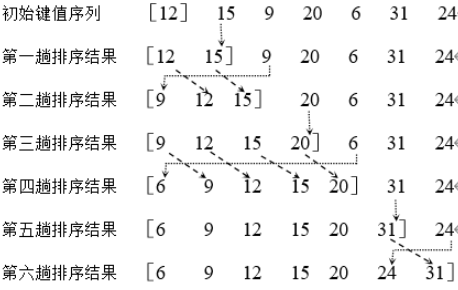 初始键值序列 [12] 15 9 20 6 31 24
第一趟排序结果 [12 15] 9 20 6 31 24
第二趟排序结果 [9 12 15] 20 6 31 24
第三趟排序结果 [9 12 15 20] 6 31 24
第四趟排序结果 [6 9 12 15 20] 31 24
第五趟排序结果 [6 9 12 15 20 31] 24
第六趟排序结果 [6 9 12 15 20 24 31]